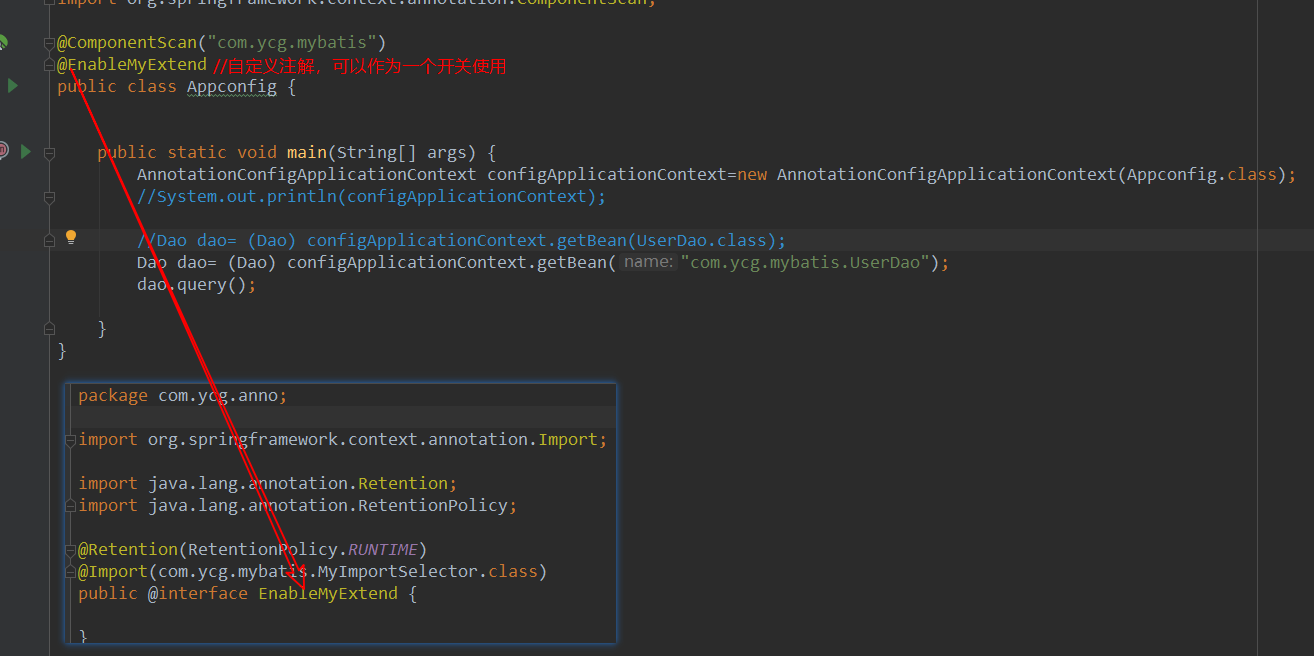 import org.springframework.context.annotation.ComponentScan;
@ComponentScan("com.ycg.mybatis")
@EnableMyExtend //自定义注解，可以作为一个开关使用
public class Appconfig {
public static void main(String[] args) {
AnnotationConfigApplicationContext configApplicationContext=new AnnotationConfigApplicationContext(Appconfig.class);
//System.out.println(configApplicationContext);
//Dao dao= (Dao) configApplicationContext.getBean(UserDao.class);
Dao dao= (Dao) configApplicationContext.getBean( name: "com.ycg.mybatis.UserDao");
dao.query();
}
}
package com.ycg.anno;
import org.springframework.context.annotation.Import;
import java.lang.annotation.Retention;
import java.lang.annotation.RetentionPolicy;
@Retention(RetentionPolicy.RUNTIME)
@Import(com.ycg.mybatis.MyImportSelector.class)
public @interface EnableMyExtend {
}